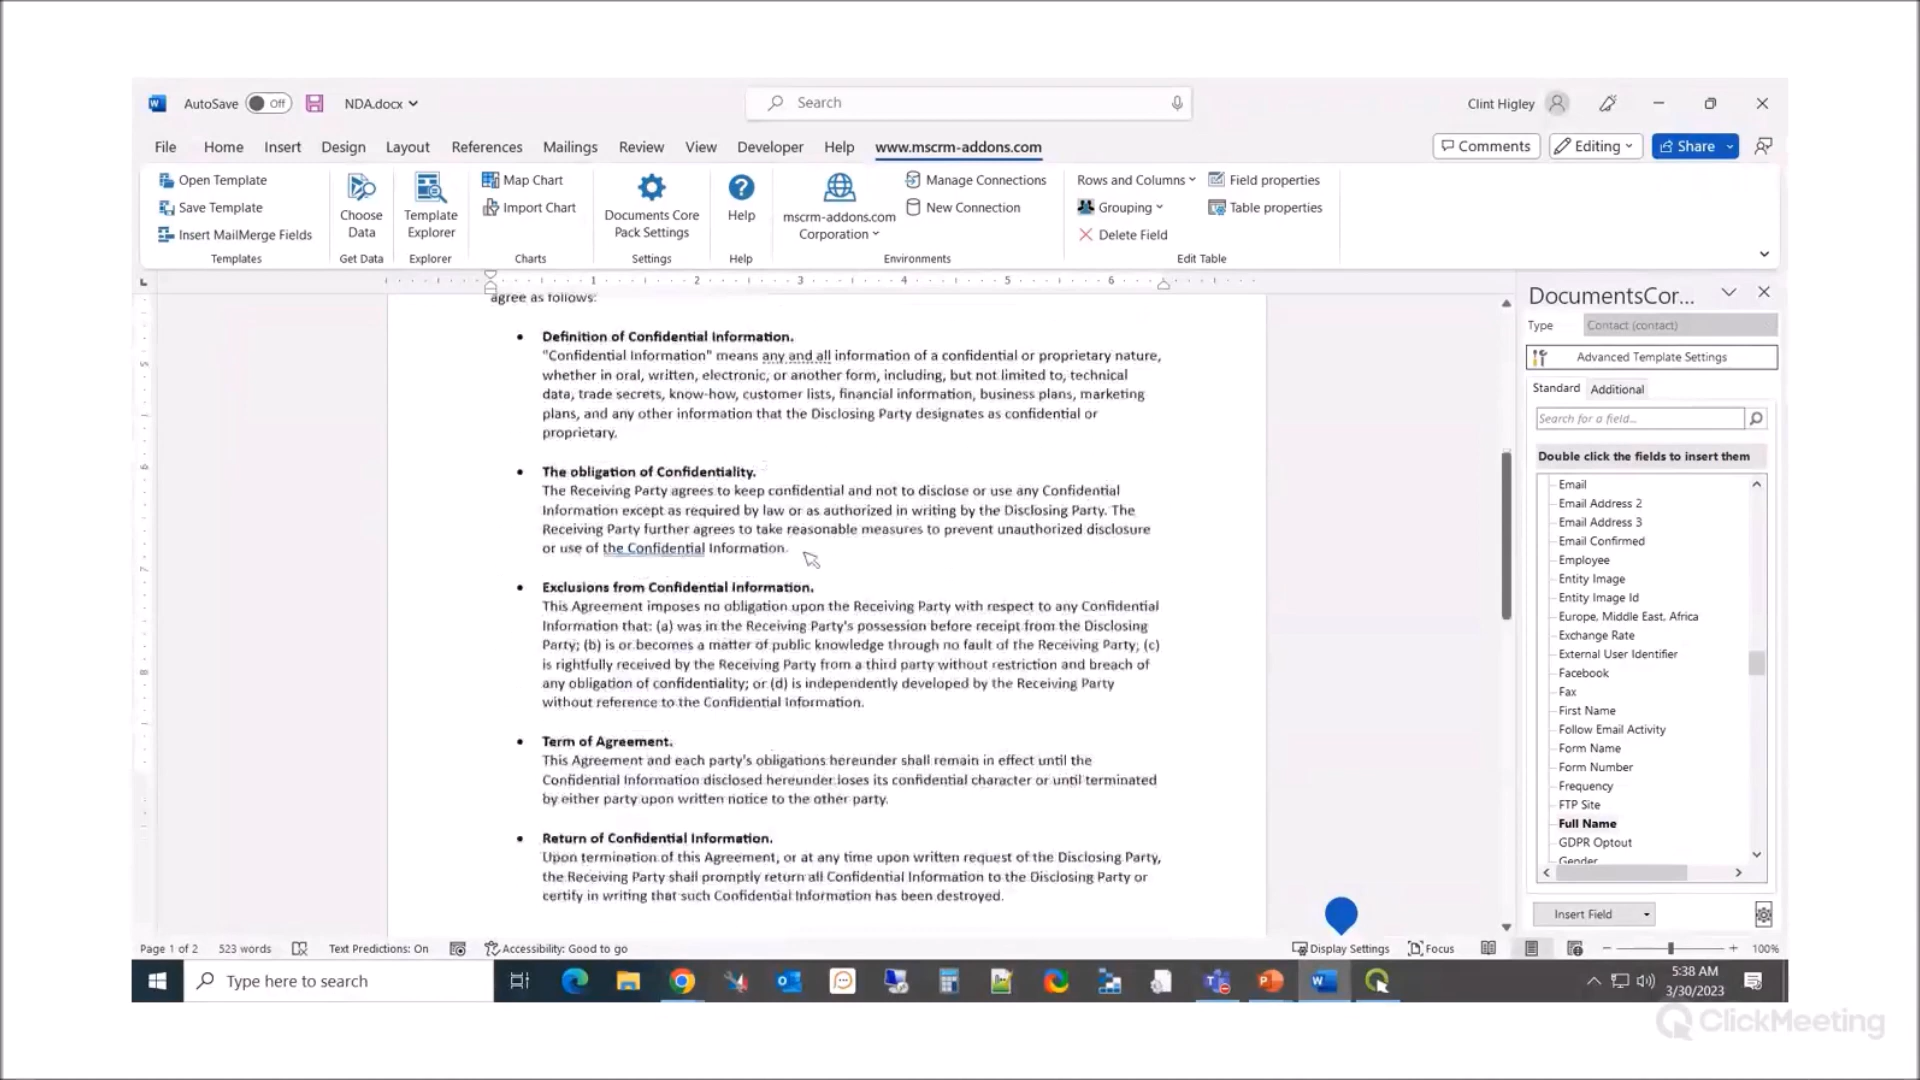 AutoSave Off NDA.docx Search Clint Higley
File Home Insert Design Layout References Mailings Review View Developer Help www.mscrm-addons.com Comments Editing Share
Open Template
Save Template
Insert MailMerge Fields
Templates
Choose
Data
Get Data
Template
Explorer
Explorer
Map Chart
Import Chart
Charts
Documents Core
Pack Settings
Settings
Help
Help
mscrm-addons.com
Corporation
Manage Connections
New Connection
Environments
Rows and Columns
Grouping
Delete Field
Field properties
Table properties
Edit Table
1 2 3 4 5 6
agree as follows:
• Definition of Confidential Information.
"Confidential Information" means any and all information of a confidential or proprietary nature,
whether in oral, written, electronic, or another form, including, but not limited to, technical
data, trade secrets, know-how, customer lists, financial information, business plans, marketing
plans, and any other information that the Disclosing Party designates as confidential or
proprietary.
• The obligation of Confidentiality.
The Receiving Party agrees to keep confidential and not to disclose or use any Confidential
Information except as required by law or as authorized in writing by the Disclosing Party. The
Receiving Party further agrees to take reasonable measures to prevent unauthorized disclosure
or use of the Confidential Information.
• Exclusions from Confidential Information.
This Agreement imposes no obligation upon the Receiving Party with respect to any Confidential
Information that: (a) was in the Receiving Party's possession before receipt from the Disclosing
Party; (b) is or becomes a matter of public knowledge through no fault of the Receiving Party; (c)
is rightfully received by the Receiving Party from a third party without restriction and breach of
any obligation of confidentiality; or (d) is independently developed by the Receiving Party
without reference to the Confidential Information.
• Term of Agreement.
This Agreement and each party's obligations hereunder shall remain in effect until the
Confidential Information disclosed hereunder loses its confidential character or until terminated
by either party upon written notice to the other party.
• Return of Confidential Information.
Upon termination of this Agreement, or at any time upon written request of the Disclosing Party,
the Receiving Party shall promptly return all Confidential Information to the Disclosing Party or
certify in writing that such Confidential Information has been destroyed.
DocumentsCor...
Type Contact (contact)
Advanced Template Settings
Standard Additional
Search for a field...
Double click the fields to insert them
Email
Email Address 2
Email Address 3
Email Confirmed
Employee
Entity Image
Entity Image Id
Europe, Middle East, Africa
Exchange Rate
External User Identifier
Facebook
Fax
First Name
Follow Email Activity
Form Name
Form Number
Frequency
FTP Site
Full Name
GDPR Optout
Gender
Insert Field
Page 1 of 2 523 words Text Predictions: On Accessibility: Good to go Display Settings Focus 100%
Type here to search
5:38 AM
3/30/2023
ClickMeeting